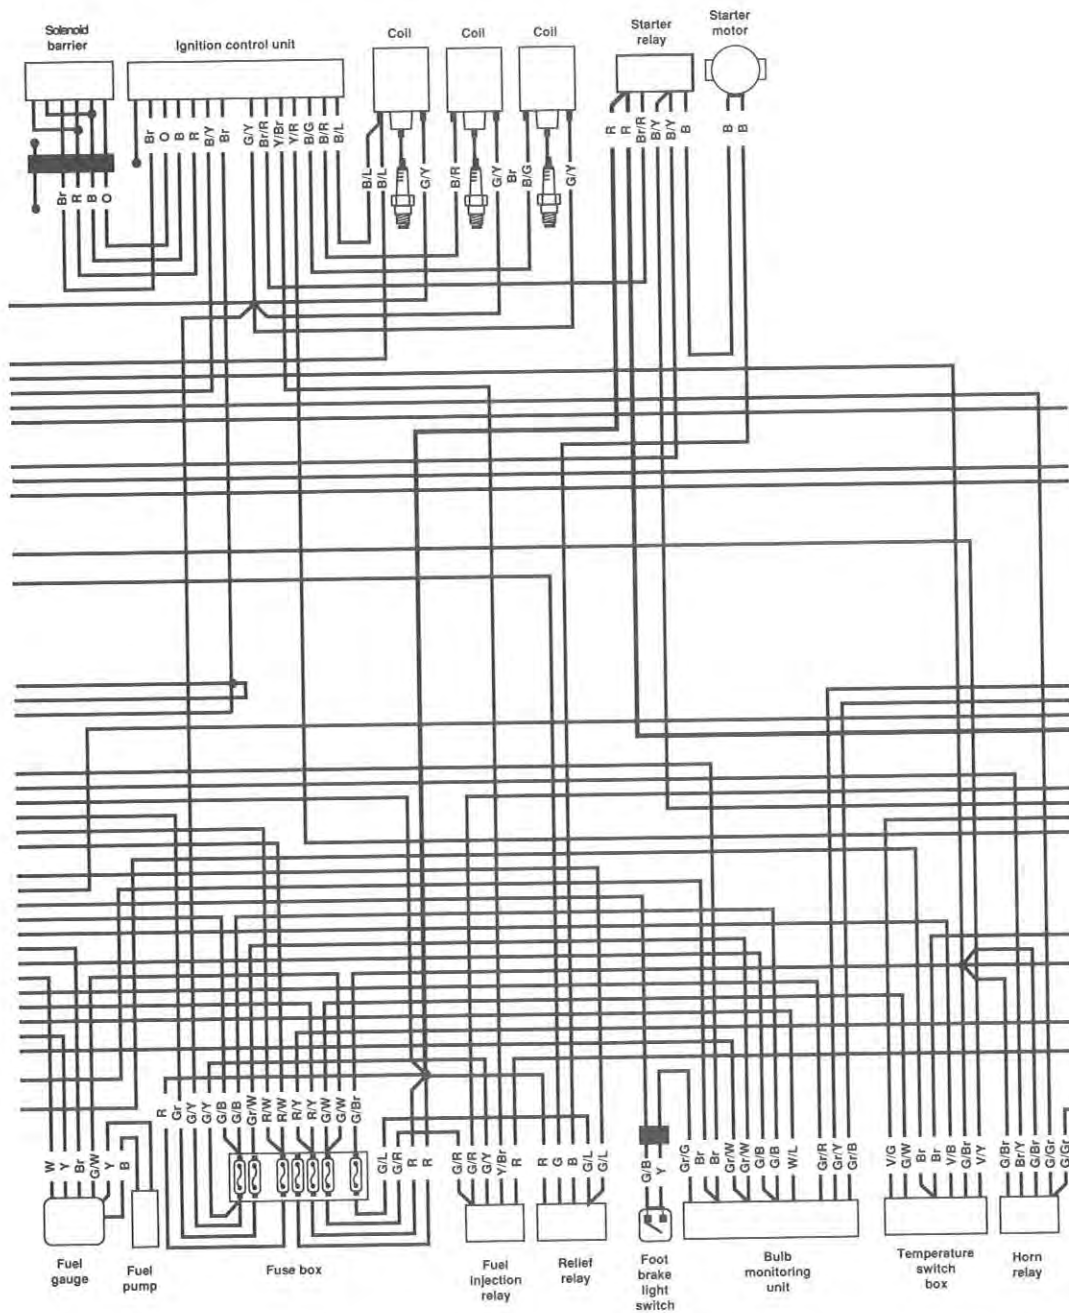 Solenoid
barrier
Ignition control unit
Coil
Coil
Coil
Starter
relay
Starter
motor
Br
O
B
R
B/Y
Br
G/Y
Br/R
Y/Br
Y/R
B/G
B/R
B/L
B/L
B/L
G/Y
B/R
G/Y
Br
B/G
G/Y
R
R
Br/R
B/Y
B/Y
B
B
B
Br
R
B
O
W
Y
Br
G/W
Y
B
R
Gr
G/Y
G/Y
G/B
G/B
Gr/W
R/W
R/W
R/Y
R/Y
G/W
G/W
G/Br
G/L
G/R
R
R
G/R
G/R
G/Y
Y/Br
R
R
G
B
G/L
G/L
G/B
Y
Gr/G
Br
Br
Gr/W
Gr/W
G/B
G/B
W/L
Gr/R
Gr/Y
Gr/B
V/G
G/W
Br
Br
V/B
G/Br
V/Y
G/Br
Br/Y
G/Br
G/Gr
G/Gr
Fuel
gauge
Fuel
pump
Fuse box
Fuel
injection
relay
Relief
relay
Foot
brake
light
switch
Bulb
monitoring
unit
Temperature
switch
box
Horn
relay